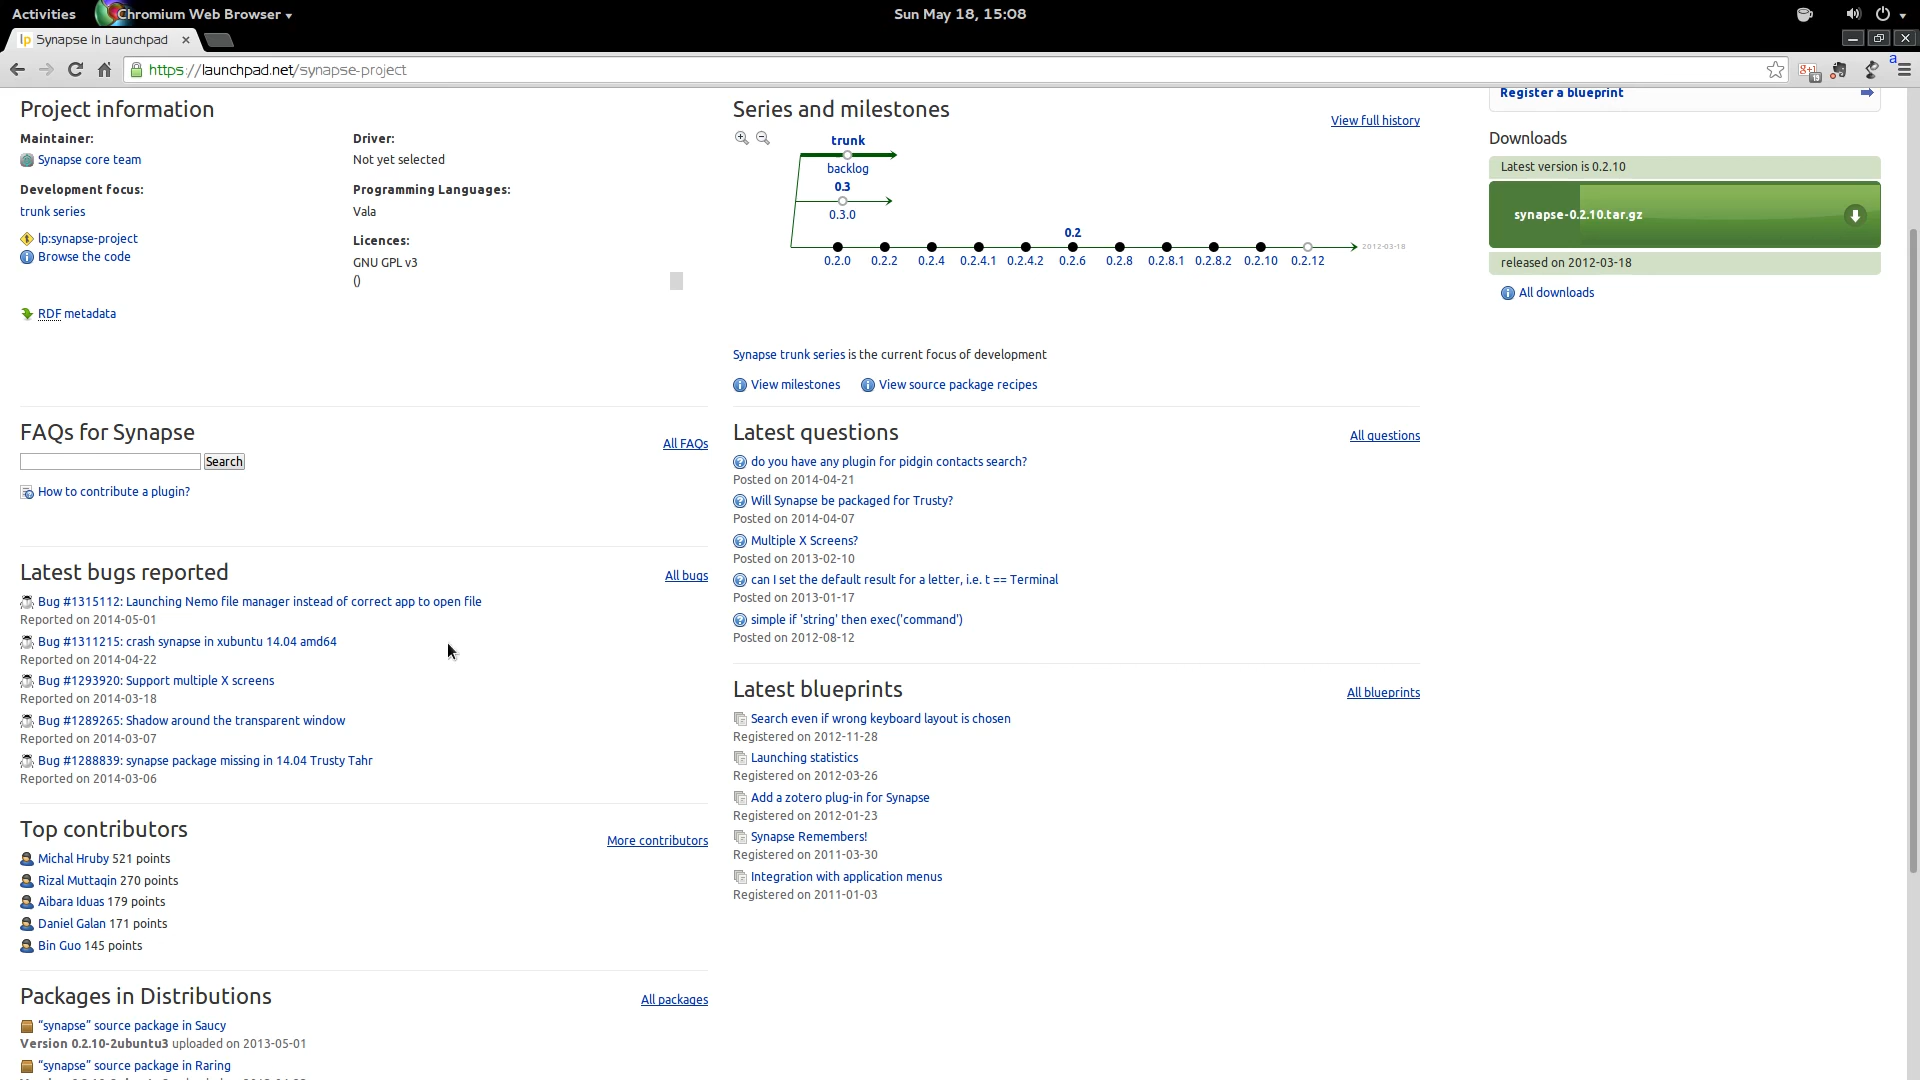 Activities
Chromium Web Browser
Sun May 18, 15:08
Synapse in Launchpad
https://launchpad.net/synapse-project
Project information
Maintainer:
Synapse core team
Development focus:
trunk series
lp:synapse-project
Browse the code
RDF metadata
Driver:
Not yet selected
Programming Languages:
Vala
Licences:
GNU GPL v3
()
Series and milestones
View full history
trunk
backlog
0.3
0.3.0
0.2
2012-03-18
0.2.0 0.2.2 0.2.4 0.2.4.1 0.2.4.2 0.2.6 0.2.8 0.2.8.1 0.2.8.2 0.2.10 0.2.12
Synapse trunk series is the current focus of development
View milestones
View source package recipes
Register a blueprint
Downloads
Latest version is 0.2.10
synapse-0.2.10.tar.gz
released on 2012-03-18
All downloads
FAQs for Synapse
All FAQs
Search
How to contribute a plugin?
Latest questions
All questions
do you have any plugin for pidgin contacts search?
Posted on 2014-04-21
Will Synapse be packaged for Trusty?
Posted on 2014-04-07
Multiple X Screens?
Posted on 2013-02-10
can I set the default result for a letter, i.e. t == Terminal
Posted on 2013-01-17
simple if 'string' then exec('command')
Posted on 2012-08-12
Latest bugs reported
All bugs
Bug #1315112: Launching Nemo file manager instead of correct app to open file
Reported on 2014-05-01
Bug #1311215: crash synapse in xubuntu 14.04 amd64
Reported on 2014-04-22
Bug #1293920: Support multiple X screens
Reported on 2014-03-18
Bug #1289265: Shadow around the transparent window
Reported on 2014-03-07
Bug #1288839: synapse package missing in 14.04 Trusty Tahr
Reported on 2014-03-06
Latest blueprints
All blueprints
Search even if wrong keyboard layout is chosen
Registered on 2012-11-28
Launching statistics
Registered on 2012-03-26
Add a zotero plug-in for Synapse
Registered on 2012-01-23
Synapse Remembers!
Registered on 2011-03-30
Integration with application menus
Registered on 2011-01-03
Top contributors
More contributors
Michal Hruby 521 points
Rizal Muttaqin 270 points
Aibara Iduas 179 points
Daniel Galan 171 points
Bin Guo 145 points
Packages in Distributions
All packages
“synapse” source package in Saucy
Version 0.2.10-2ubuntu3 uploaded on 2013-05-01
“synapse” source package in Raring